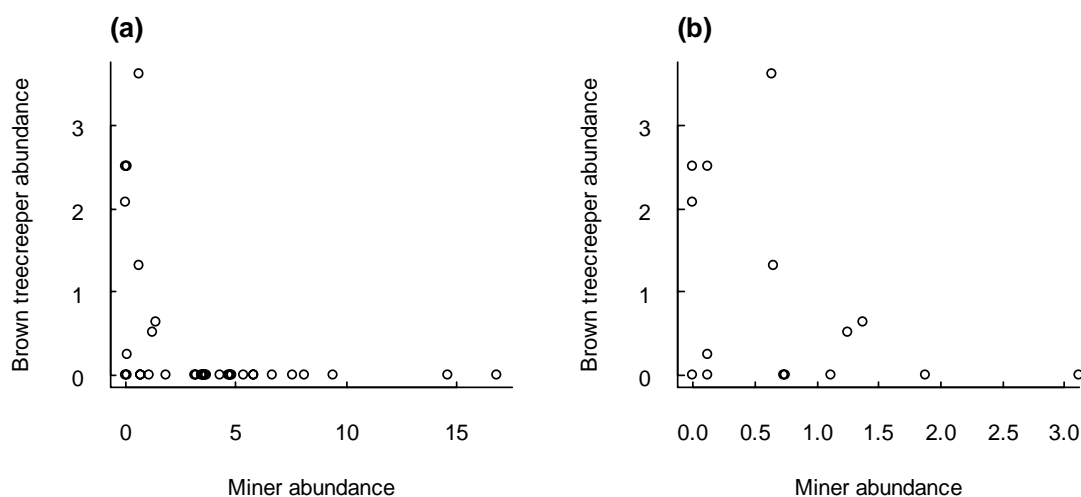 (a)
Brown treecreeper abundance
3
2
1
0
0 5 10 15
Miner abundance
(b)
Brown treecreeper abundance
3
2
1
0
0.0 0.5 1.0 1.5 2.0 2.5 3.0
Miner abundance